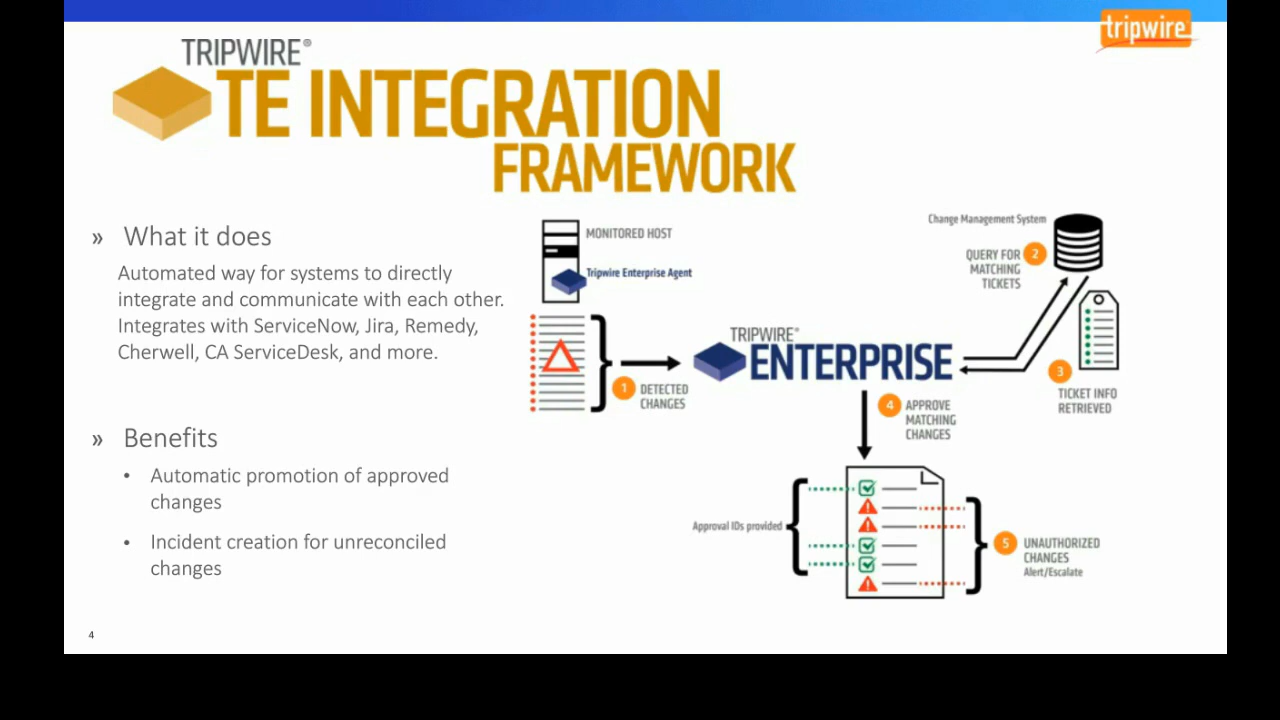 tripwire
TRIPWIRE®
TE INTEGRATION
FRAMEWORK
» What it does
Automated way for systems to directly
integrate and communicate with each other.
Integrates with ServiceNow, Jira, Remedy,
Cherwell, CA ServiceDesk, and more.
» Benefits
• Automatic promotion of approved
changes
• Incident creation for unreconciled
changes
MONITORED HOST
Tripwire Enterprise Agent
1 DETECTED
CHANGES
TRIPWIRE®
ENTERPRISE
Change Management System
2
QUERY FOR
MATCHING
TICKETS
3
TICKET INFO
RETRIEVED
4 APPROVE
MATCHING
CHANGES
Approval IDs provided
5 UNAUTHORIZED
CHANGES
Alert/Escalate
4